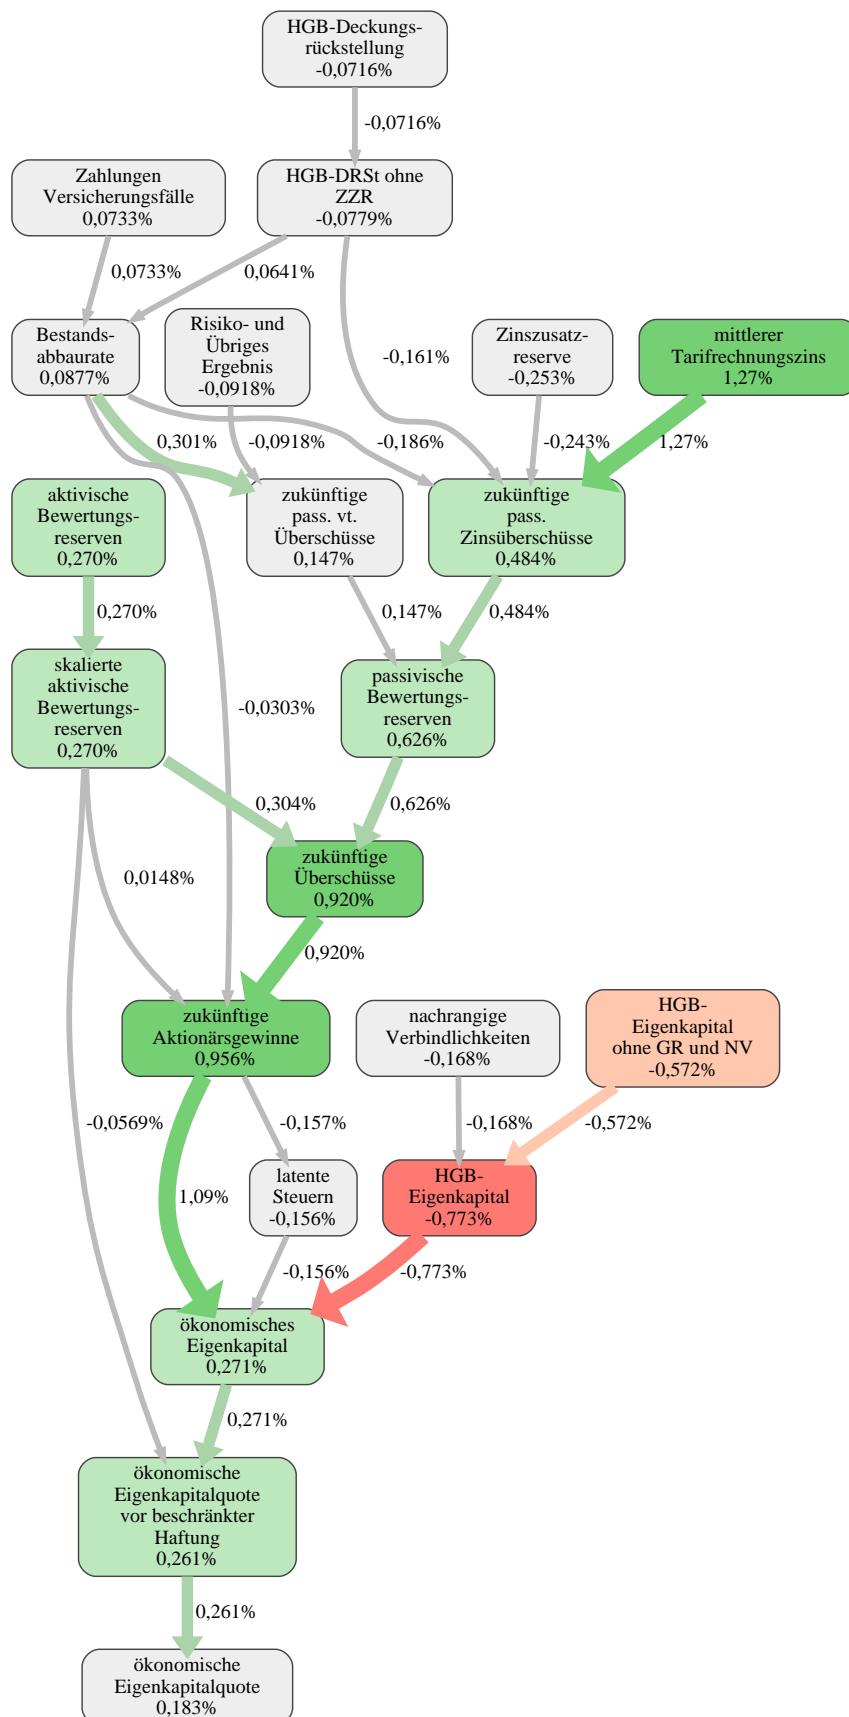 HGB-Deckungs-
rückstellung
-0,0716%
-0,0716%
Zahlungen
Versicherungsfälle
0,0733%
HGB-DRSt ohne
ZZR
-0,0779%
0,0733%
0,0641%
Bestands-
abbaurate
0,0877%
Risiko- und
Übriges
Ergebnis
-0,0918%
-0,161%
Zinszusatz-
reserve
-0,253%
mittlerer
Tarifrechnungszins
1,27%
0,301%
-0,0918%
-0,186%
-0,243%
1,27%
aktivische
Bewertungs-
reserven
0,270%
zukünftige
pass. vt.
Überschüsse
0,147%
zukünftige
pass.
Zinsüberschüsse
0,484%
0,270%
0,147%
0,484%
skalierte
aktivische
Bewertungs-
reserven
0,270%
-0,0303%
passivische
Bewertungs-
reserven
0,626%
0,304%
0,626%
0,0148%
zukünftige
Überschüsse
0,920%
0,920%
zukünftige
Aktionärsgewinne
0,956%
nachrangige
Verbindlichkeiten
-0,168%
HGB-
Eigenkapital
ohne GR und NV
-0,572%
-0,0569%
-0,157%
-0,168%
-0,572%
1,09%
latente
Steuern
-0,156%
HGB-
Eigenkapital
-0,773%
-0,156%
-0,773%
ökonomisches
Eigenkapital
0,271%
0,271%
ökonomische
Eigenkapitalquote
vor beschränkter
Haftung
0,261%
0,261%
ökonomische
Eigenkapitalquote
0,183%